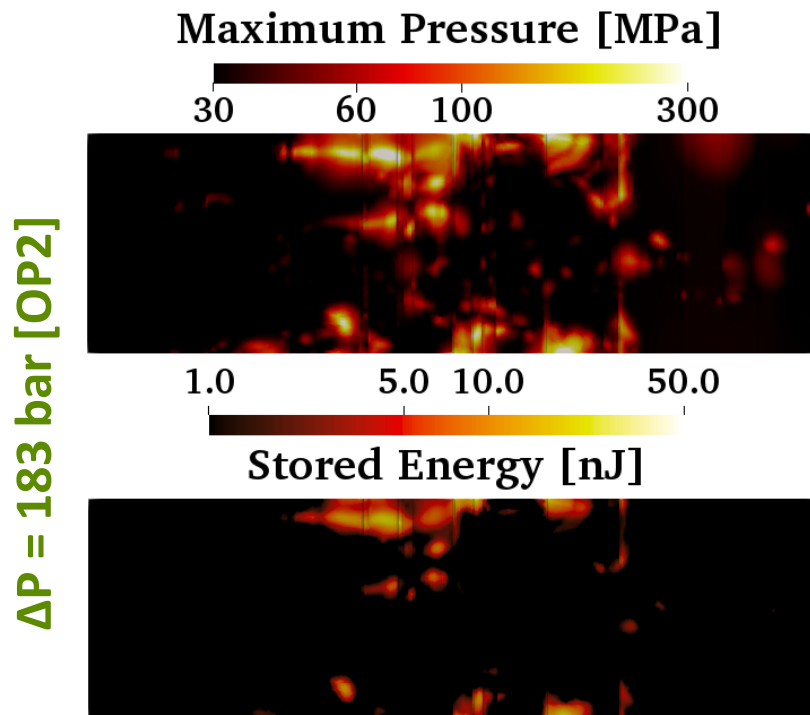 Maximum Pressure [MPa]
30 60 100 300
ΔP = 183 bar [OP2]
1.0 5.0 10.0 50.0
Stored Energy [nJ]